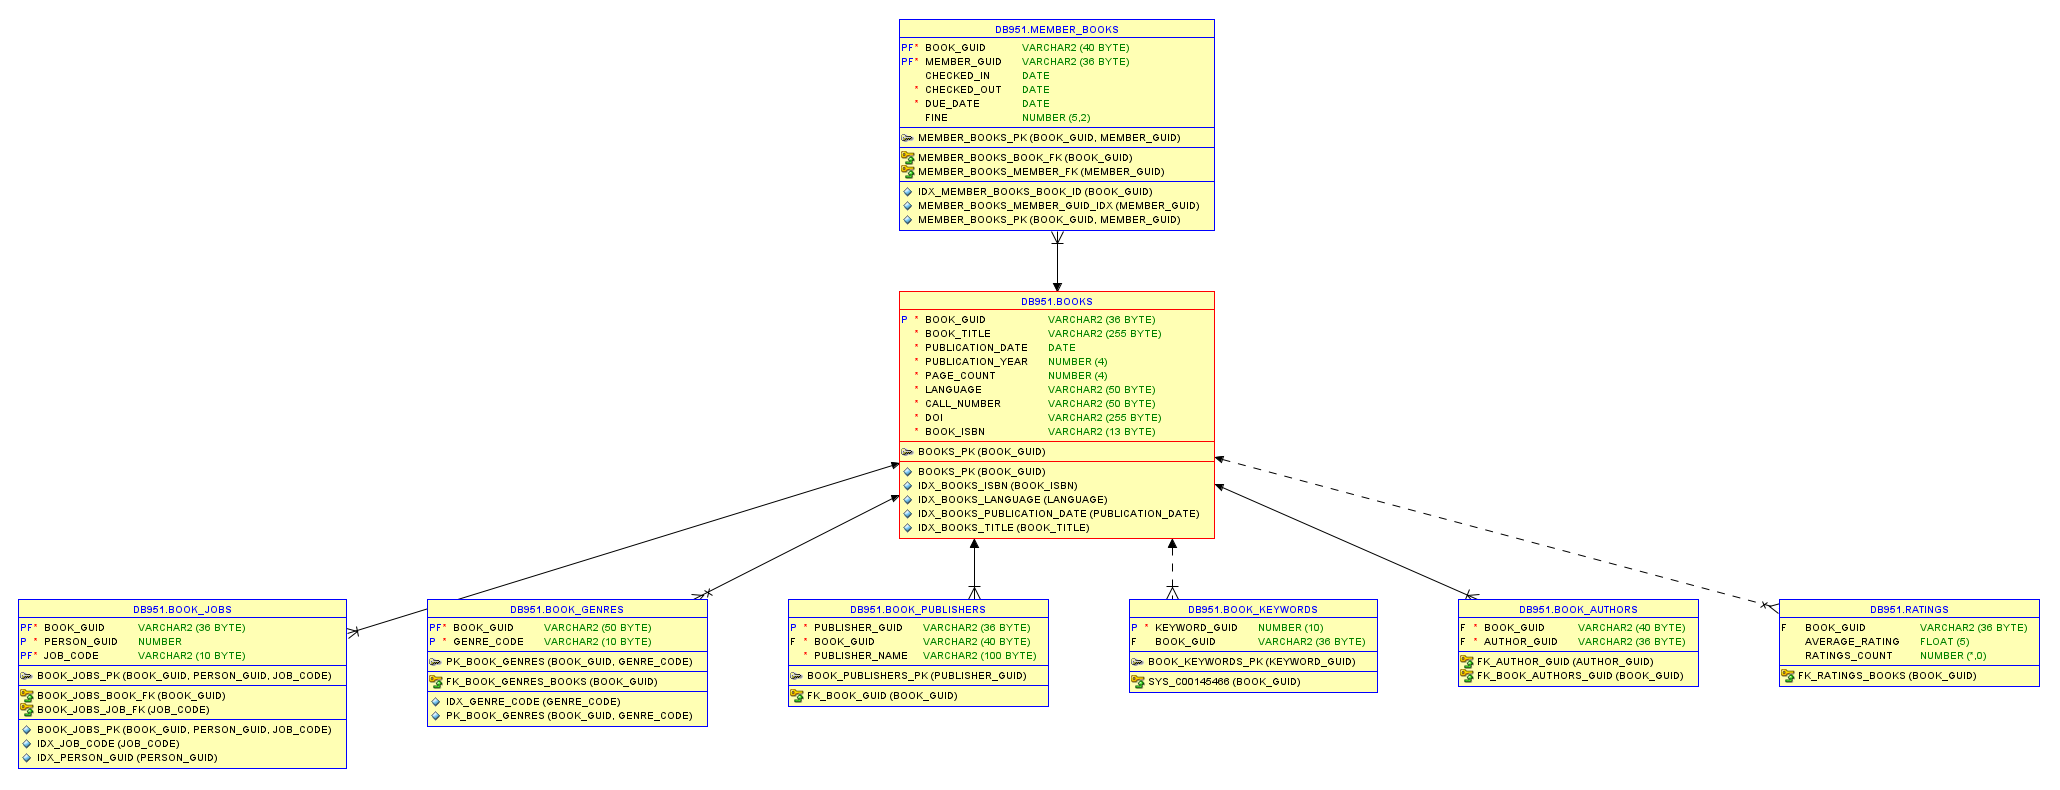 DB951.MEMBER_BOOKS
PF* BOOK_GUID VARCHAR2 (40 BYTE)
PF* MEMBER_GUID VARCHAR2 (36 BYTE)
CHECKED_IN DATE
* CHECKED_OUT DATE
* DUE_DATE DATE
FINE NUMBER (5,2)
MEMBER_BOOKS_PK (BOOK_GUID, MEMBER_GUID)
MEMBER_BOOKS_BOOK_FK (BOOK_GUID)
MEMBER_BOOKS_MEMBER_FK (MEMBER_GUID)
IDX_MEMBER_BOOKS_BOOK_ID (BOOK_GUID)
MEMBER_BOOKS_MEMBER_GUID_IDX (MEMBER_GUID)
MEMBER_BOOKS_PK (BOOK_GUID, MEMBER_GUID)
DB951.BOOKS
P * BOOK_GUID VARCHAR2 (36 BYTE)
* BOOK_TITLE VARCHAR2 (255 BYTE)
* PUBLICATION_DATE DATE
* PUBLICATION_YEAR NUMBER (4)
* PAGE_COUNT NUMBER (4)
* LANGUAGE VARCHAR2 (50 BYTE)
* CALL_NUMBER VARCHAR2 (50 BYTE)
* DOI VARCHAR2 (255 BYTE)
* BOOK_ISBN VARCHAR2 (13 BYTE)
BOOKS_PK (BOOK_GUID)
BOOKS_PK (BOOK_GUID)
IDX_BOOKS_ISBN (BOOK_ISBN)
IDX_BOOKS_LANGUAGE (LANGUAGE)
IDX_BOOKS_PUBLICATION_DATE (PUBLICATION_DATE)
IDX_BOOKS_TITLE (BOOK_TITLE)
DB951.BOOK_JOBS
PF* BOOK_GUID VARCHAR2 (36 BYTE)
P * PERSON_GUID NUMBER
PF* JOB_CODE VARCHAR2 (10 BYTE)
BOOK_JOBS_PK (BOOK_GUID, PERSON_GUID, JOB_CODE)
BOOK_JOBS_BOOK_FK (BOOK_GUID)
BOOK_JOBS_JOB_FK (JOB_CODE)
BOOK_JOBS_PK (BOOK_GUID, PERSON_GUID, JOB_CODE)
IDX_JOB_CODE (JOB_CODE)
IDX_PERSON_GUID (PERSON_GUID)
DB951.BOOK_GENRES
PF* BOOK_GUID VARCHAR2 (50 BYTE)
P * GENRE_CODE VARCHAR2 (10 BYTE)
PK_BOOK_GENRES (BOOK_GUID, GENRE_CODE)
FK_BOOK_GENRES_BOOKS (BOOK_GUID)
IDX_GENRE_CODE (GENRE_CODE)
PK_BOOK_GENRES (BOOK_GUID, GENRE_CODE)
DB951.BOOK_PUBLISHERS
P * PUBLISHER_GUID VARCHAR2 (36 BYTE)
F * BOOK_GUID VARCHAR2 (40 BYTE)
* PUBLISHER_NAME VARCHAR2 (100 BYTE)
BOOK_PUBLISHERS_PK (PUBLISHER_GUID)
FK_BOOK_GUID (BOOK_GUID)
DB951.BOOK_KEYWORDS
P * KEYWORD_GUID NUMBER (10)
F BOOK_GUID VARCHAR2 (36 BYTE)
BOOK_KEYWORDS_PK (KEYWORD_GUID)
SYS_C00145466 (BOOK_GUID)
DB951.BOOK_AUTHORS
F * BOOK_GUID VARCHAR2 (40 BYTE)
F * AUTHOR_GUID VARCHAR2 (36 BYTE)
FK_AUTHOR_GUID (AUTHOR_GUID)
FK_BOOK_AUTHORS_GUID (BOOK_GUID)
DB951.RATINGS
F BOOK_GUID VARCHAR2 (36 BYTE)
AVERAGE_RATING FLOAT (5)
RATINGS_COUNT NUMBER (*,0)
FK_RATINGS_BOOKS (BOOK_GUID)